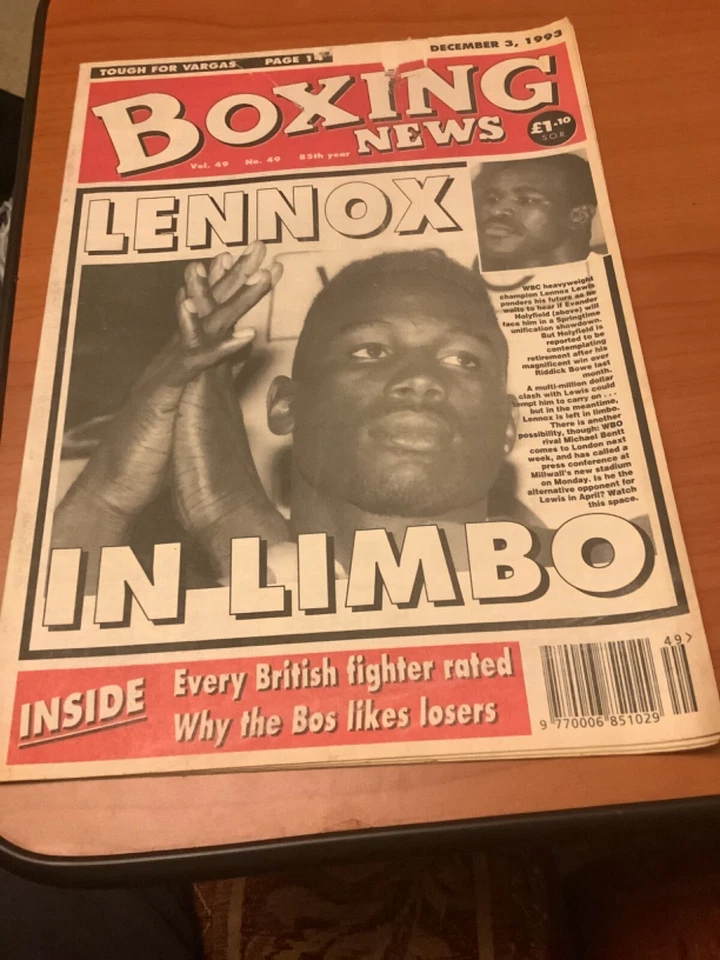 TOUGH FOR VARGAS PAGE 14
DECEMBER 3, 1993
BOXING
NEWS
£1.10
S.O.R.
Vol. 49 No. 49 85th year
LENNOX
WBC heavyweight
champion Lennox Lewis
ponders his future as he
waits to hear if Evander
Holyfield (above) will
face him in a Springtime
unification showdown.
But Holyfield is
reported to be
contemplating
retirement after his
magnificent win over
Riddick Bowe last
month.
A multi-million dollar
clash with Lewis could
tempt him to carry on . . .
but in the meantime,
Lennox is left in limbo.
There is another
possibility, though: WBO
rival Michael Bentt
comes to London next
week, and has called a
press conference at
Millwall's new stadium
on Monday. Is he the
alternative opponent for
Lewis in April? Watch
this space.
IN LIMBO
INSIDE
Every British fighter rated
Why the Bos likes losers
49>
9 770006 851029